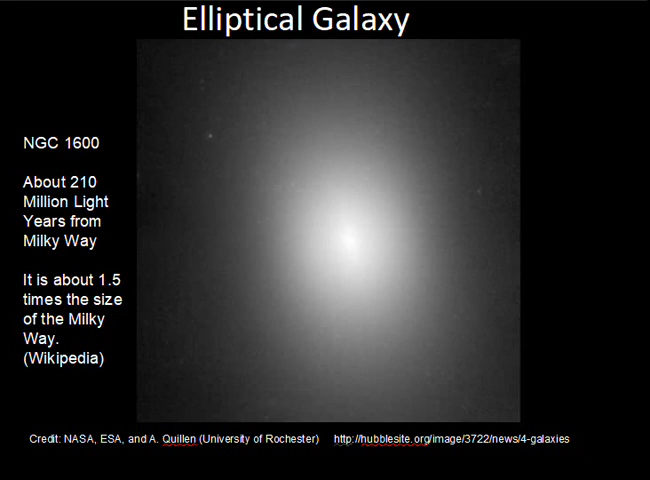 Elliptical Galaxy
NGC 1600
About 210
Million Light
Years from
Milky Way
It is about 1.5
times the size
of the Milky
Way.
(Wikipedia)
Credit: NASA, ESA, and A. Quillen (University of Rochester) http://hubblesite.org/image/3722/news/4-galaxies